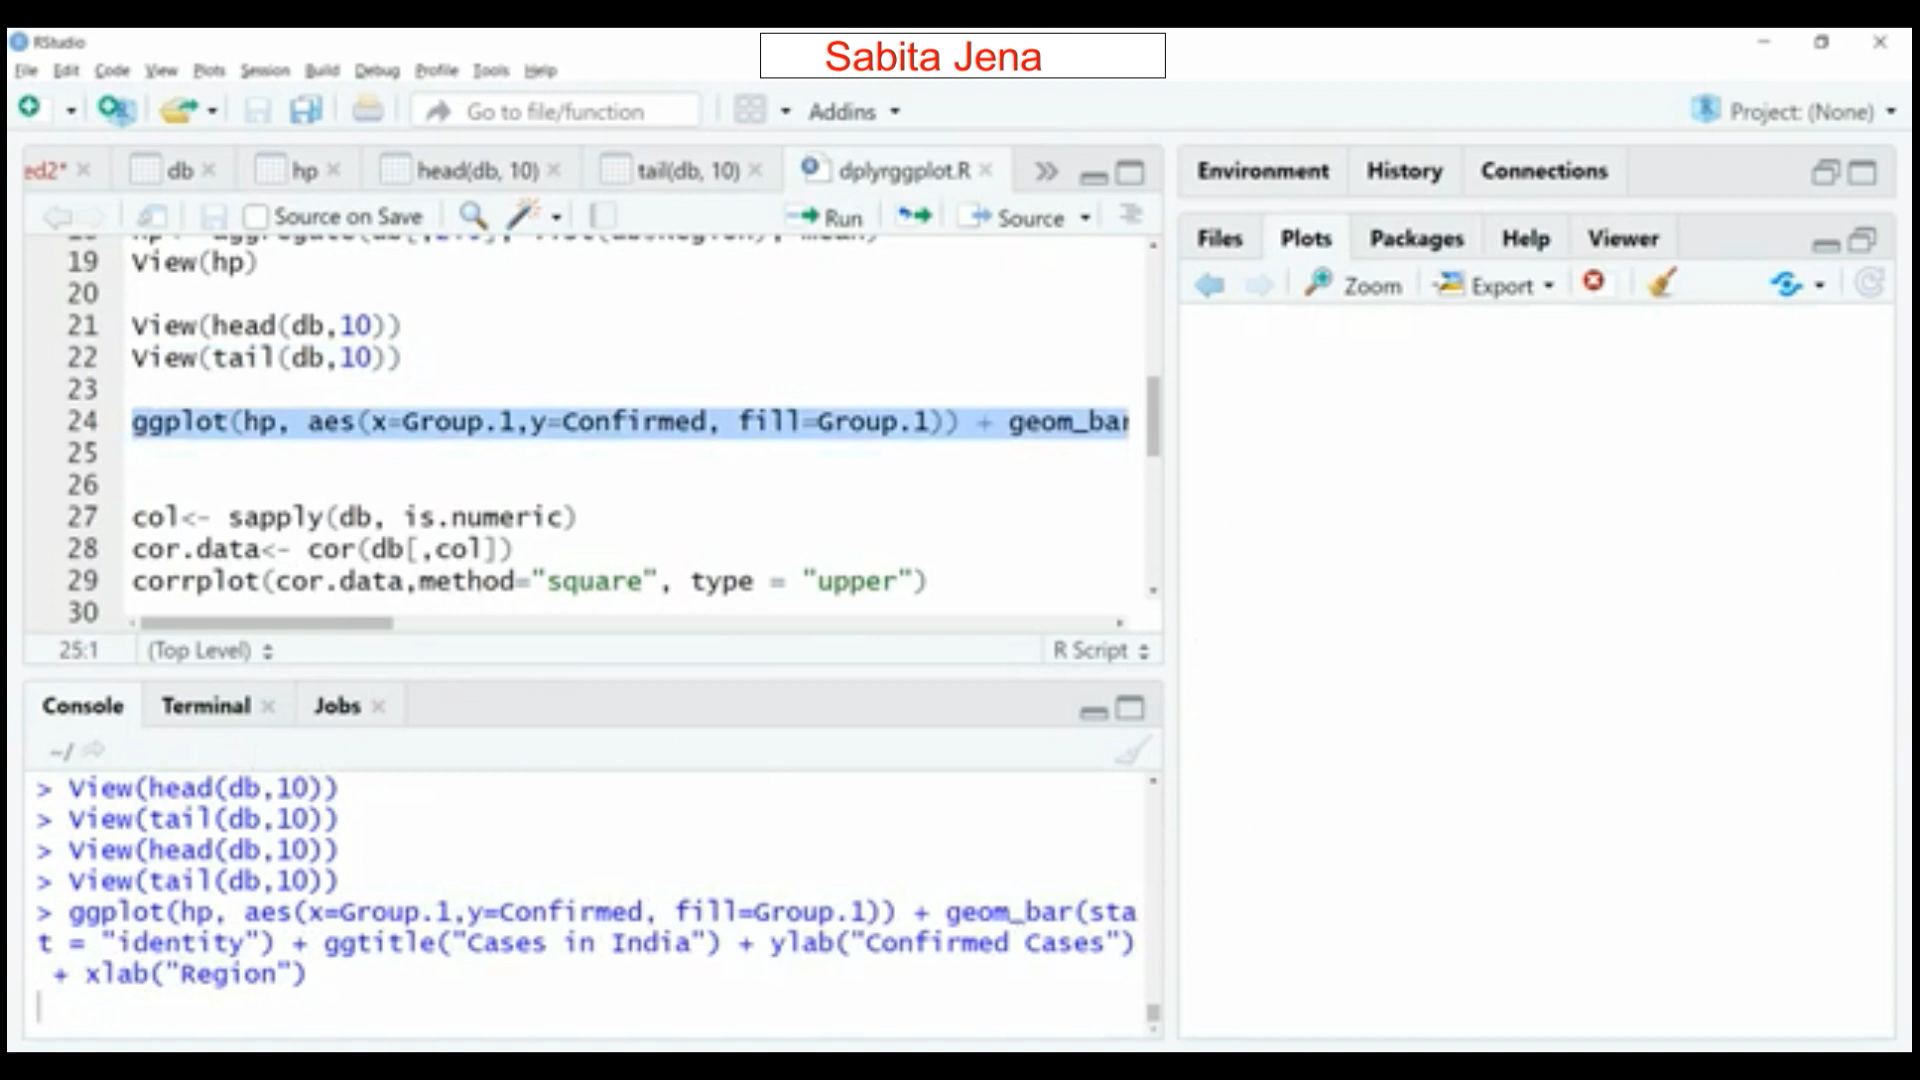 RStudio
Sabita Jena
File Edit Code View Plots Session Build Debug Profile Tools Help
Go to file/function
Addins
Project: (None)
ed2*
db
hp
head(db, 10)
tail(db, 10)
dplyrggplot.R
Source on Save
Run
Source
19 View(hp)
20
21 View(head(db,10))
22 View(tail(db,10))
23
24 ggplot(hp, aes(x=Group.1,y=Confirmed, fill=Group.1)) + geom_bar
25
26
27 col<- sapply(db, is.numeric)
28 cor.data<- cor(db[,col])
29 corrplot(cor.data,method="square", type = "upper")
30
25:1 (Top Level) R Script
Console Terminal Jobs
~/
> View(head(db,10))
> View(tail(db,10))
> View(head(db,10))
> View(tail(db,10))
> ggplot(hp, aes(x=Group.1,y=Confirmed, fill=Group.1)) + geom_bar(sta
t = "identity") + ggtitle("Cases in India") + ylab("Confirmed Cases")
+ xlab("Region")
Environment History Connections
Files Plots Packages Help Viewer
Zoom Export